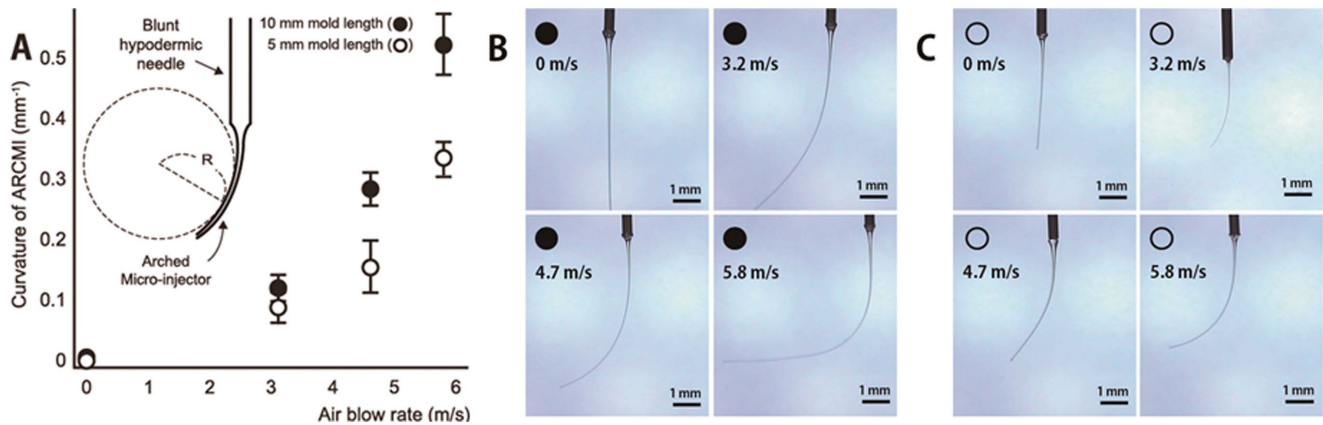 A
Blunt
hypodermic
needle
10 mm mold length (●)
5 mm mold length (○)
R
Arched
Micro-injector
Curvature of ARCMI (mm⁻¹)
0.5
0.4
0.3
0.2
0.1
0
0 1 2 3 4 5 6
Air blow rate (m/s)
B
0 m/s
1 mm
3.2 m/s
1 mm
4.7 m/s
1 mm
5.8 m/s
1 mm
C
0 m/s
1 mm
3.2 m/s
1 mm
4.7 m/s
1 mm
5.8 m/s
1 mm